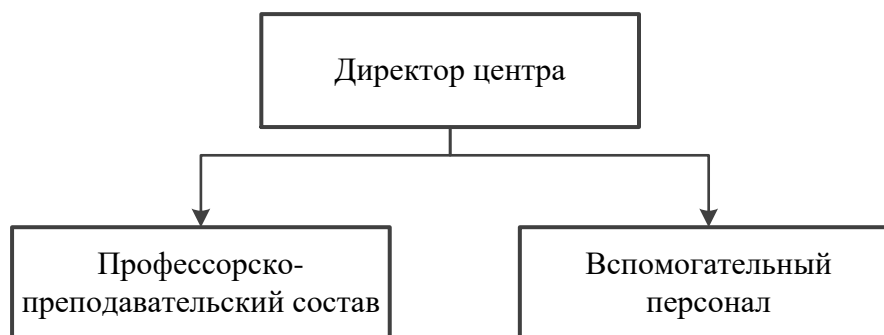 Директор центра
Профессорско-
преподавательский состав
Вспомогательный
персонал